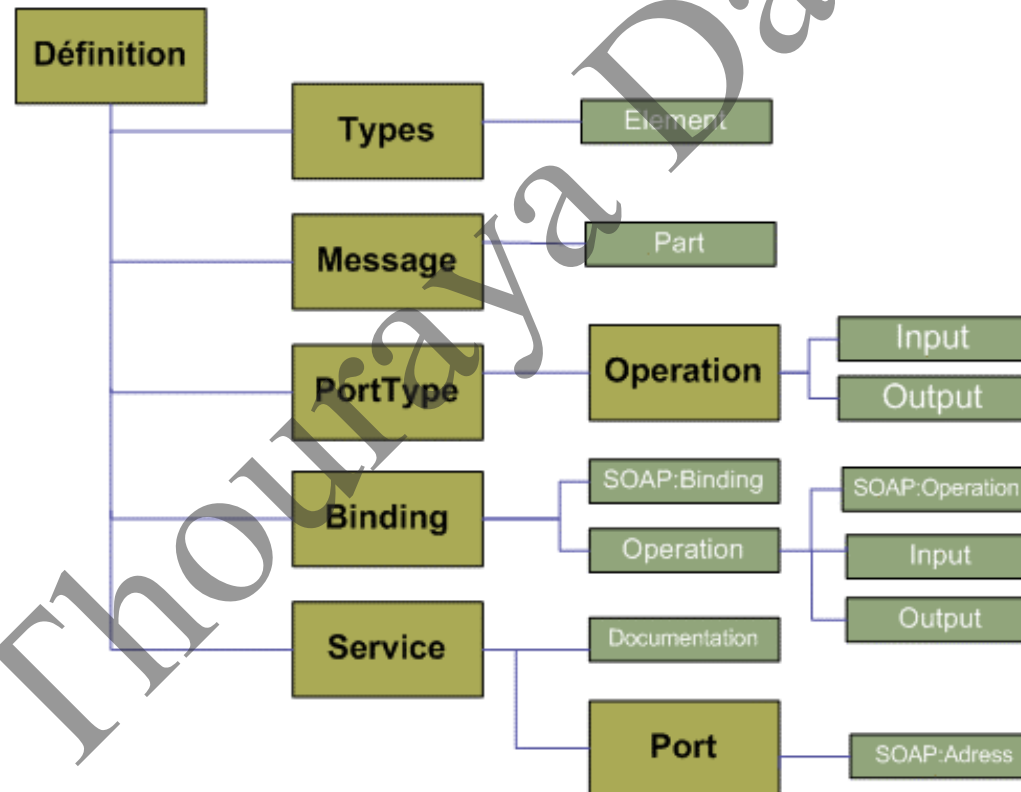 Définition
Types
Element
Message
Part
PortType
Operation
Input
Output
Binding
SOAP:Binding
Operation
SOAP:Operation
Input
Output
Service
Documentation
Port
SOAP:Adress
Thouraya